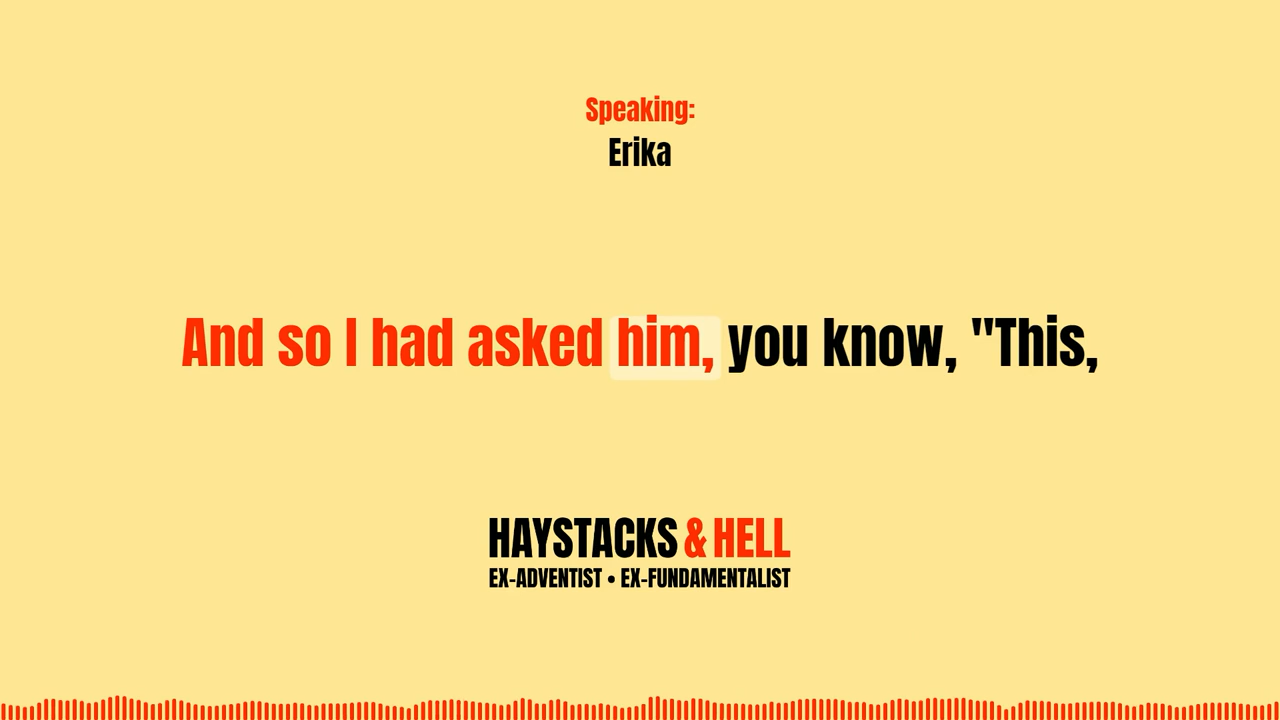 Speaking:
Erika
And so I had asked him, you know, "This,
HAYSTACKS & HELL
EX-ADVENTIST • EX-FUNDAMENTALIST